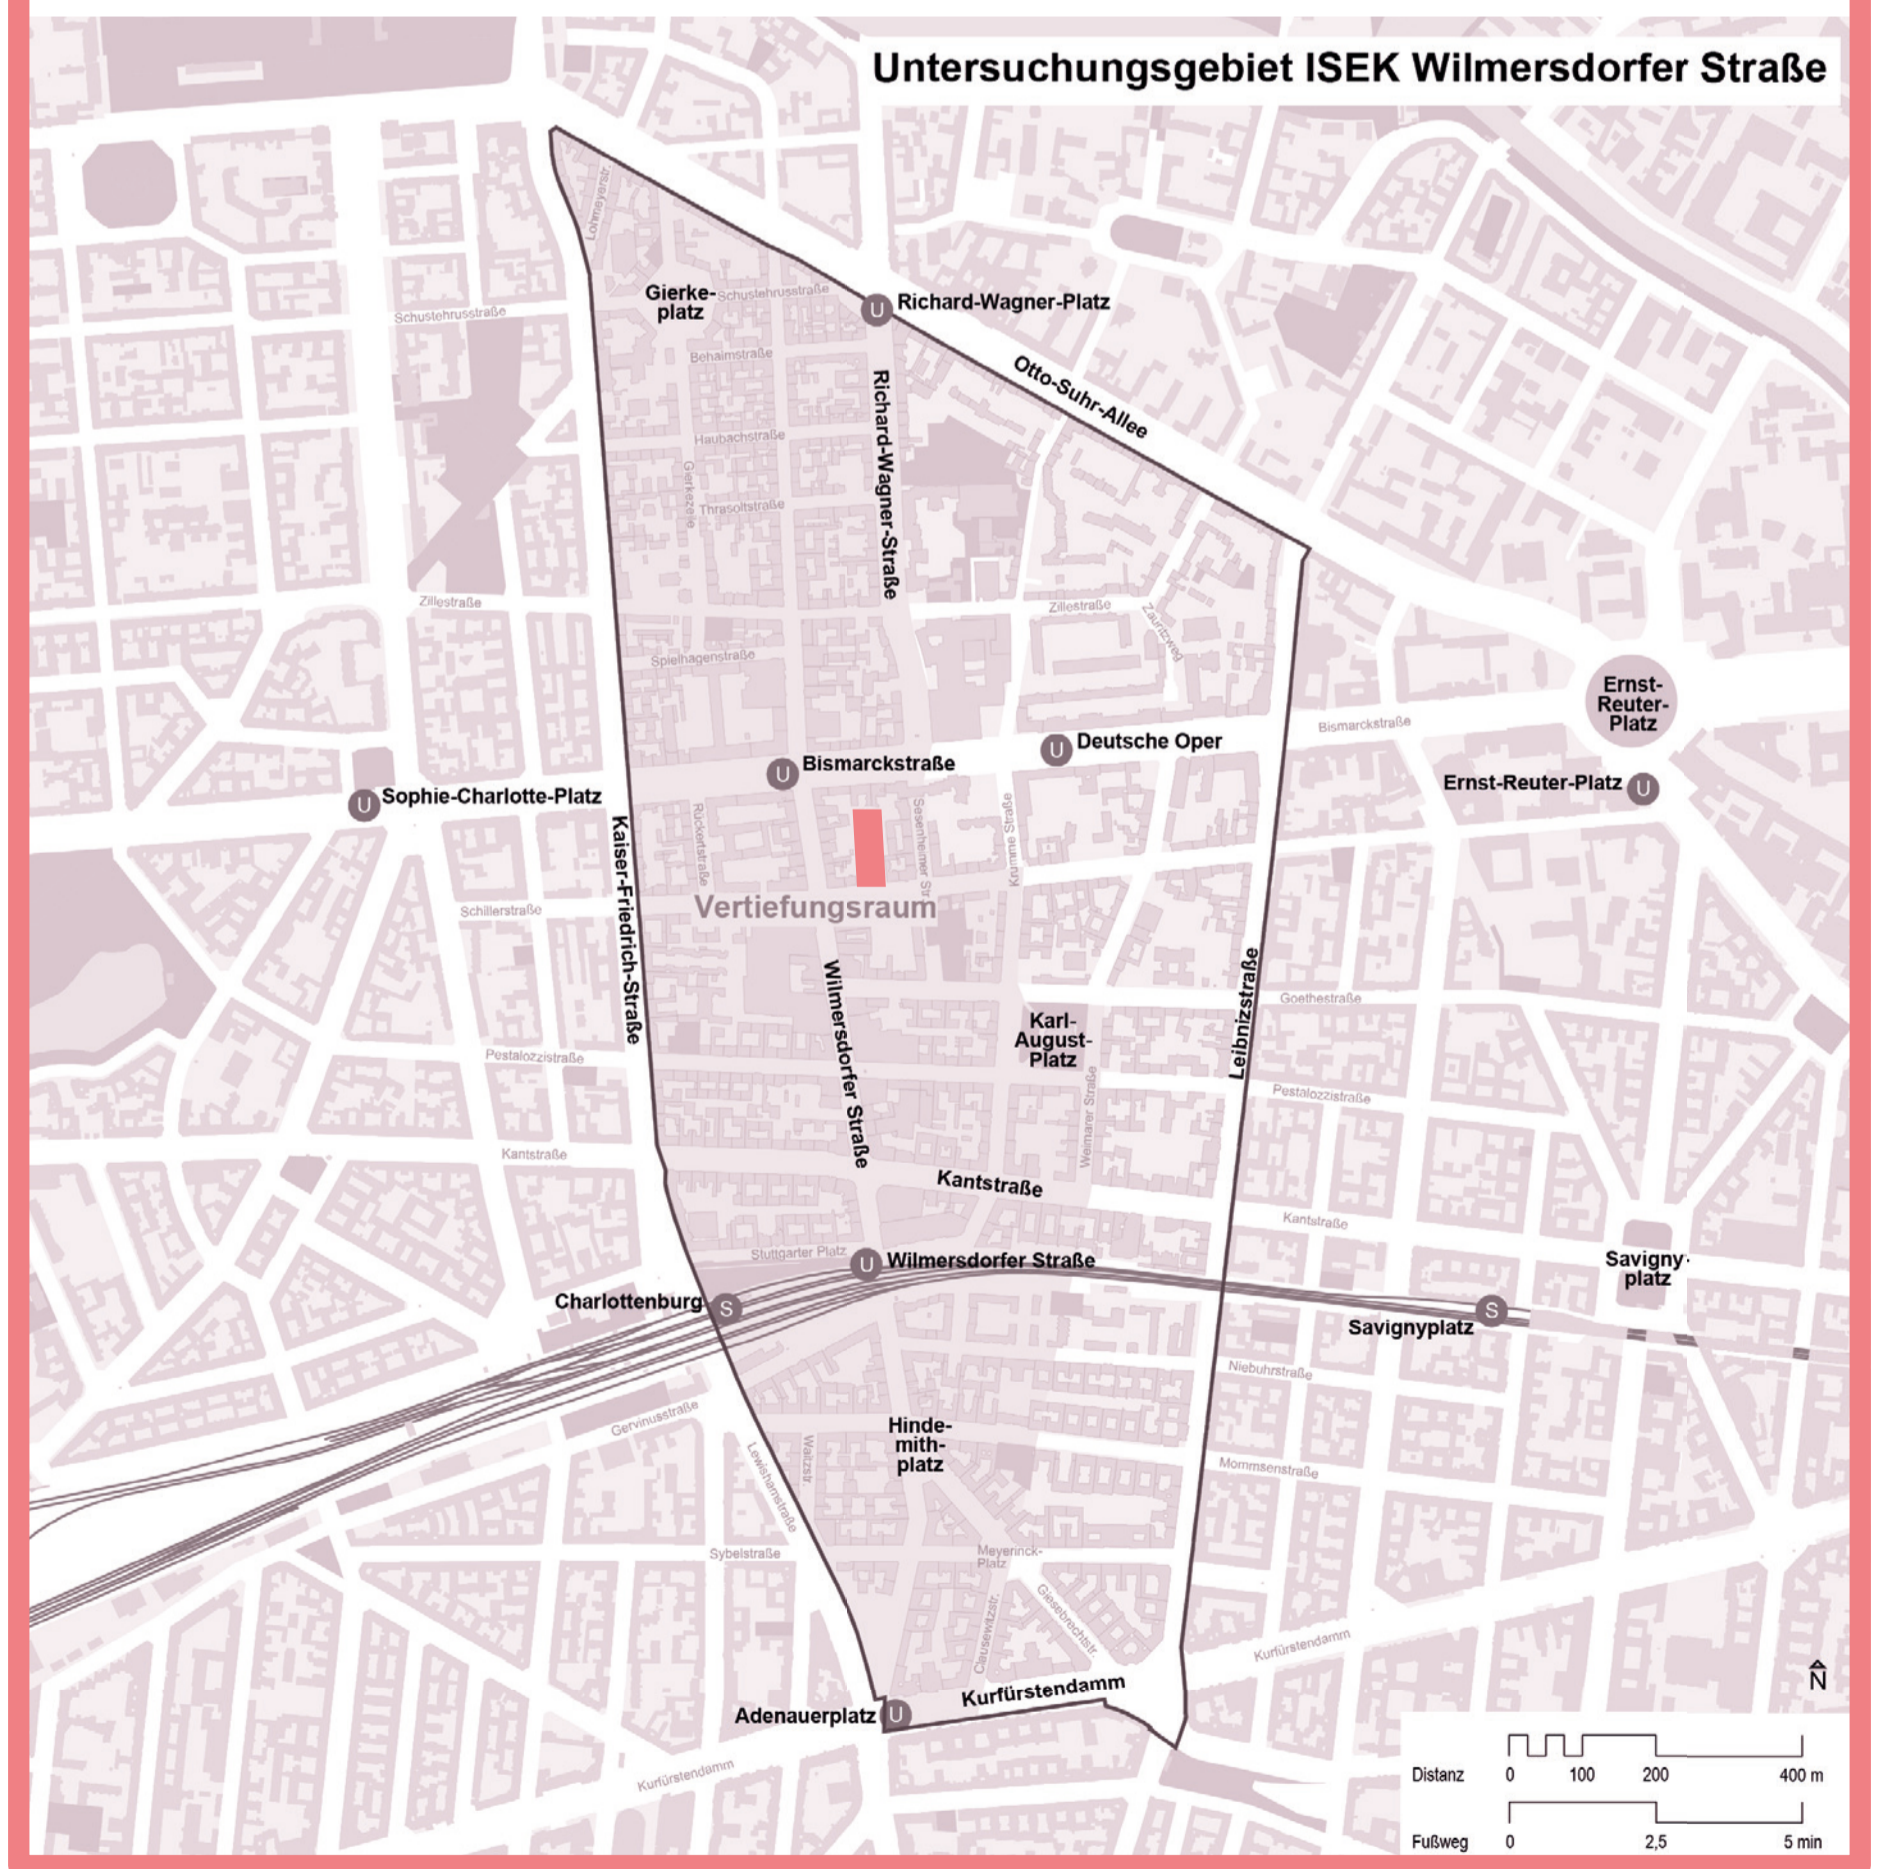 Untersuchungsgebiet ISEK Wilmersdorfer Straße
Lohmeyerstr.
Gierke-
platz
Schustehrusstraße
Richard-Wagner-Platz
Schustehrusstraße
Behaimstraße
Otto-Suhr-Allee
Richard-Wagner-Straße
Haubachstraße
Gierkezeile
Thrasoltstraße
Zillestraße
Zillestraße
Zauritzweg
Spielhagenstraße
Ernst-
Reuter-
Platz
Bismarckstraße
Deutsche Oper
U
Bismarckstraße
U
Ernst-Reuter-Platz
U
Sophie-Charlotte-Platz
U
U
Kaiser-Friedrich-Straße
Rückertstraße
Sesenheimer Str.
Krumme Straße
Vertiefungsraum
Schillerstraße
Wilmersdorfer Straße
Leibnizstraße
Goethestraße
Karl-
August-
Platz
Pestalozzistraße
Weimarer Straße
Pestalozzistraße
Kantstraße
Kantstraße
Kantstraße
Stuttgarter Platz
U
Wilmersdorfer Straße
Savigny-
platz
Charlottenburg
S
S
Savignyplatz
Niebuhrstraße
Gervinusstraße
Hinde-
mith-
platz
Waitzstr.
Lewishamstraße
Mommsenstraße
Sybelstraße
Meyerinck-
Platz
Giesebrechtstr.
Clausewitzstr.
Kurfürstendamm
Kurfürstendamm
Adenauerplatz
U
Kurfürstendamm
N
Distanz 0 100 200 400 m
Fußweg 0 2,5 5 min